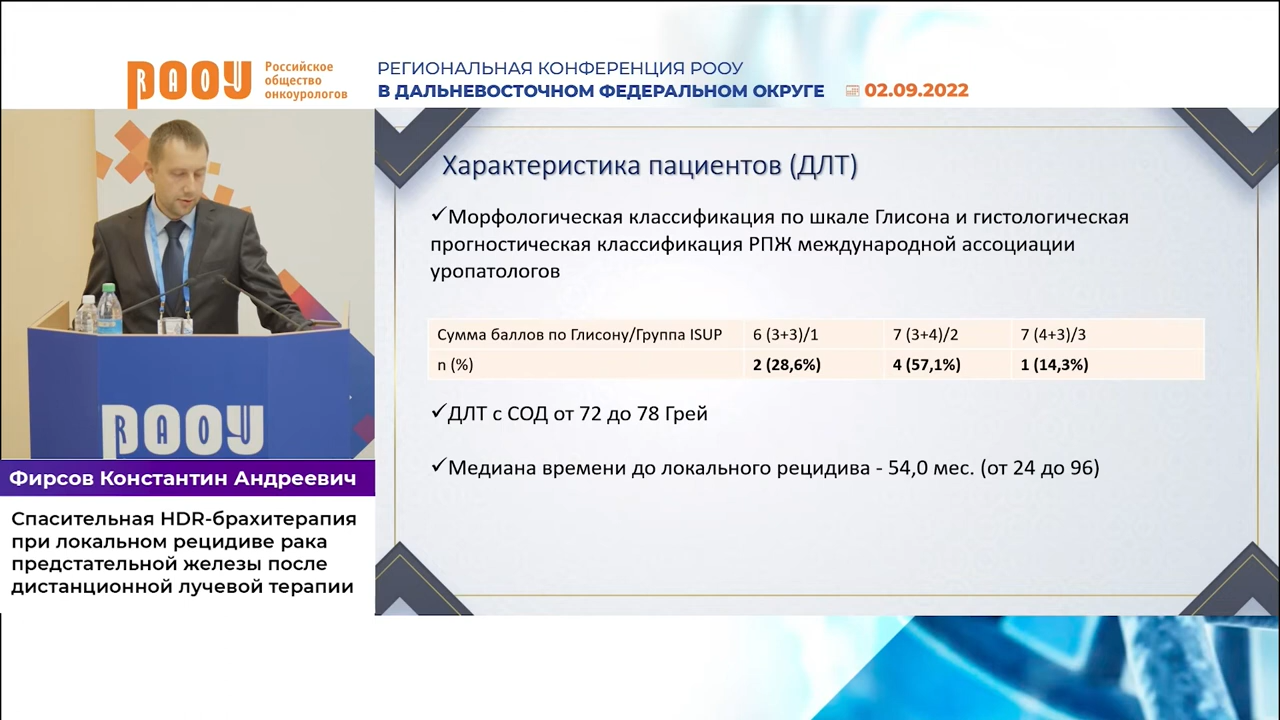 РООУ
RAOU
Российское
общество
онкоурологов
РЕГИОНАЛЬНАЯ КОНФЕРЕНЦИЯ РООУ
В ДАЛЬНЕВОСТОЧНОМ ФЕДЕРАЛЬНОМ ОКРУГЕ 02.09.2022
Характеристика пациентов (ДЛТ)
✓Морфологическая классификация по шкале Глисона и гистологическая
прогностическая классификация РПЖ международной ассоциации
уропатологов
Сумма баллов по Глисону/Группа ISUP 6 (3+3)/1 7 (3+4)/2 7 (4+3)/3
n (%) 2 (28,6%) 4 (57,1%) 1 (14,3%)
✓ДЛТ с СОД от 72 до 78 Грей
✓Медиана времени до локального рецидива - 54,0 мес. (от 24 до 96)
РООУ
RAOU
Фирсов Константин Андреевич
Спасительная HDR-брахитерапия
при локальном рецидиве рака
предстательной железы после
дистанционной лучевой терапии